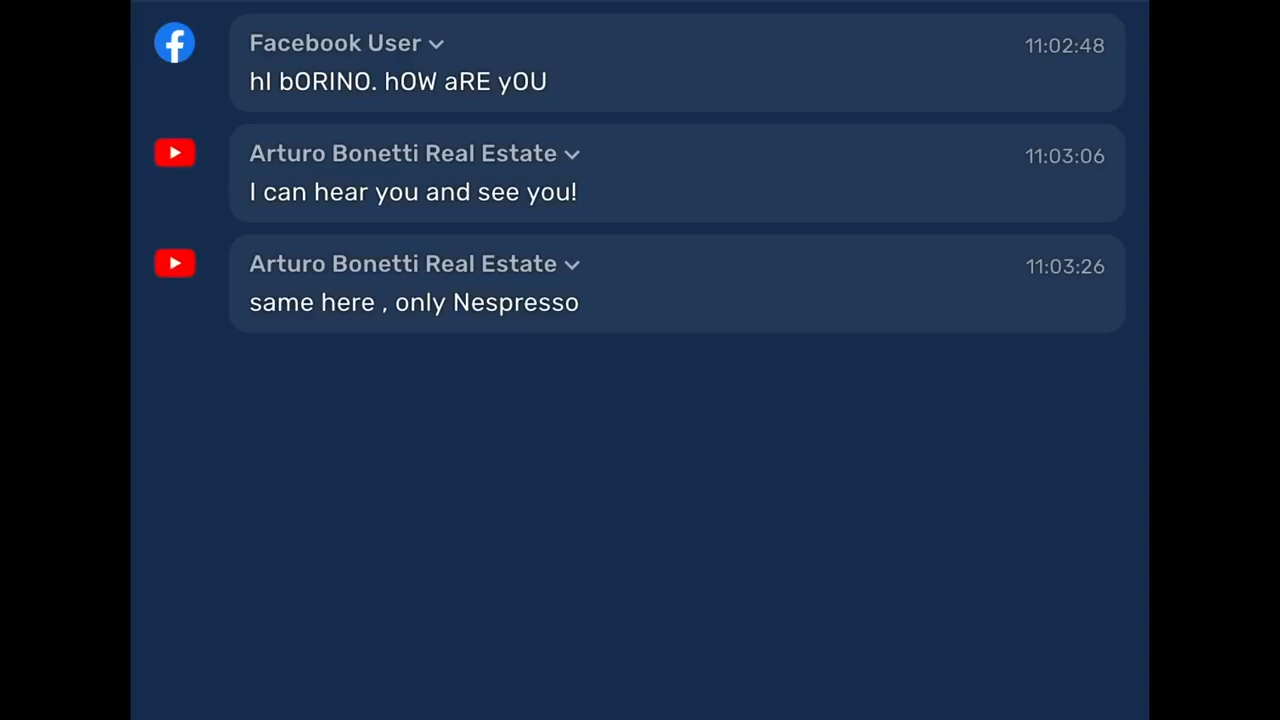 Facebook User
11:02:48
hI bORINO. hOW aRE yOU
Arturo Bonetti Real Estate
11:03:06
I can hear you and see you!
Arturo Bonetti Real Estate
11:03:26
same here , only Nespresso